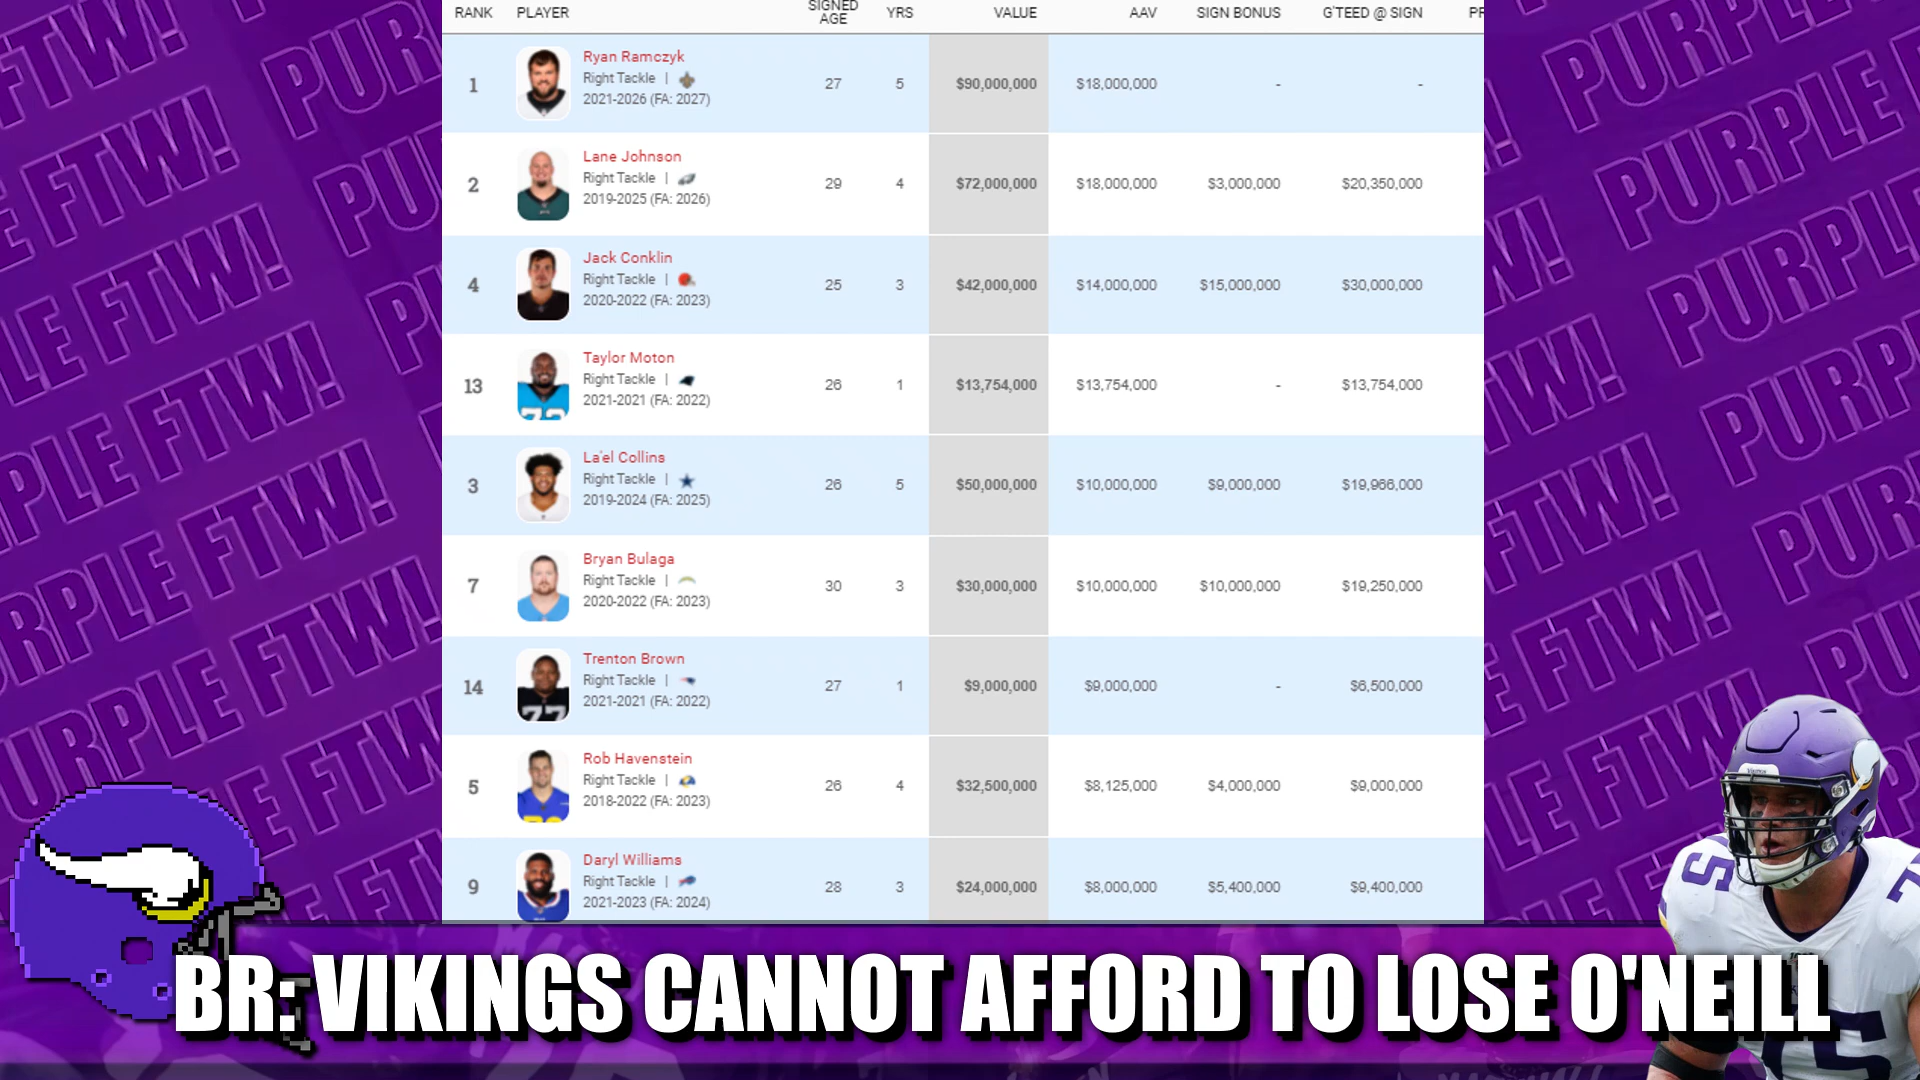 RANK PLAYER SIGNED AGE YRS VALUE AAV SIGN BONUS G'TEED @ SIGN
1 Ryan Ramczyk 27 5 $90,000,000 $18,000,000 - -
Right Tackle |
2021-2026 (FA: 2027)
2 Lane Johnson 29 4 $72,000,000 $18,000,000 $3,000,000 $20,350,000
Right Tackle |
2019-2025 (FA: 2026)
4 Jack Conklin 25 3 $42,000,000 $14,000,000 $15,000,000 $30,000,000
Right Tackle |
2020-2022 (FA: 2023)
13 Taylor Moton 26 1 $13,754,000 $13,754,000 - $13,754,000
Right Tackle |
2021-2021 (FA: 2022)
3 La'el Collins 26 5 $50,000,000 $10,000,000 $9,000,000 $19,966,000
Right Tackle |
2019-2024 (FA: 2025)
7 Bryan Bulaga 30 3 $30,000,000 $10,000,000 $10,000,000 $19,250,000
Right Tackle |
2020-2022 (FA: 2023)
14 Trenton Brown 27 1 $9,000,000 $9,000,000 - $6,500,000
Right Tackle |
2021-2021 (FA: 2022)
5 Rob Havenstein 26 4 $32,500,000 $8,125,000 $4,000,000 $9,000,000
Right Tackle |
2018-2022 (FA: 2023)
9 Daryl Williams 28 3 $24,000,000 $8,000,000 $5,400,000 $9,400,000
Right Tackle |
2021-2023 (FA: 2024)
PURPLE FTW!
BR: VIKINGS CANNOT AFFORD TO LOSE O'NEILL
75